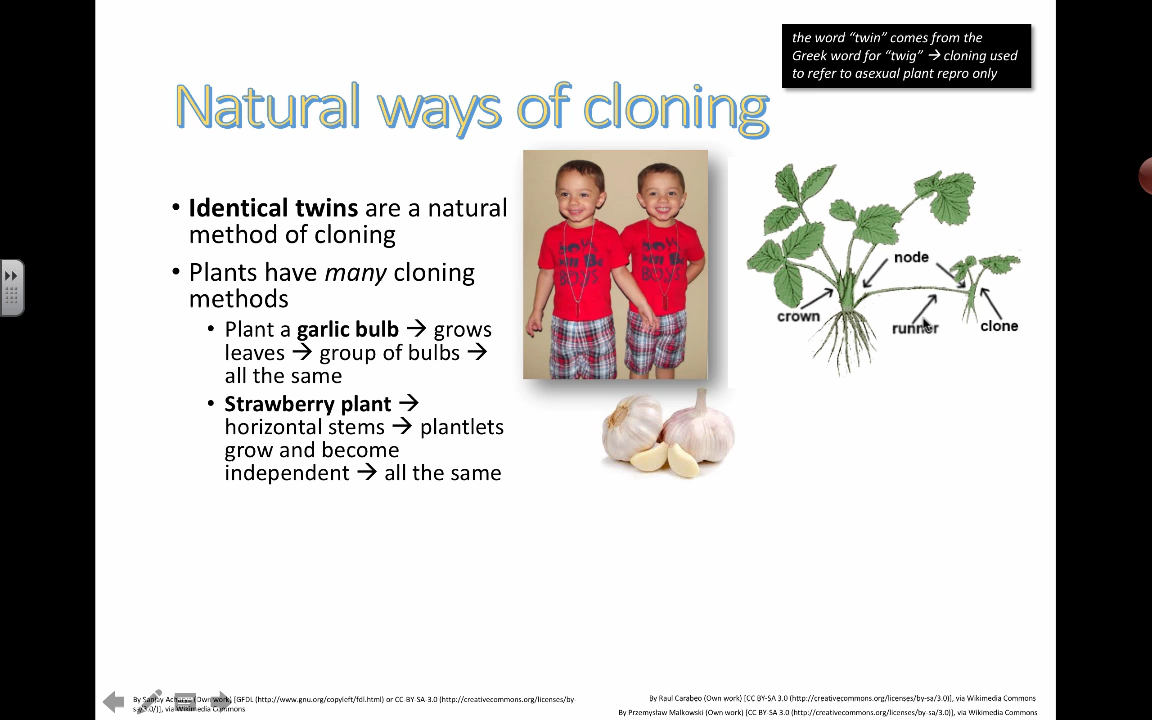 the word “twin” comes from the
Greek word for “twig” → cloning used
to refer to asexual plant repro only
Natural ways of cloning
• Identical twins are a natural
method of cloning
• Plants have many cloning
methods
• Plant a garlic bulb → grows
leaves → group of bulbs →
all the same
• Strawberry plant →
horizontal stems → plantlets
grow and become
independent → all the same
BOYS
BOYS
node
crown
runner
clone
By Sanjay Acharya (Own work) [GFDL (http://www.gnu.org/copyleft/fdl.html) or CC BY-SA 3.0 (http://creativecommons.org/licenses/by-
sa/3.0/)], via Wikimedia Commons
By Raul Carabeo (Own work) [CC BY-SA 3.0 (http://creativecommons.org/licenses/by-sa/3.0)], via Wikimedia Commons
By Przemysław Malkowski (Own work) [CC BY-SA 3.0 (http://creativecommons.org/licenses/by-sa/3.0)], via Wikimedia Commons